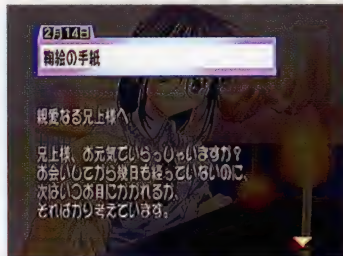 2月14日
鞠絵の手紙
親愛なる兄上様へ
兄上様、お元気でいらっしゃいますか？
お会いしてから幾日も経っていないのに、
次はいつお目にかかれるか、
そればかり考えています。